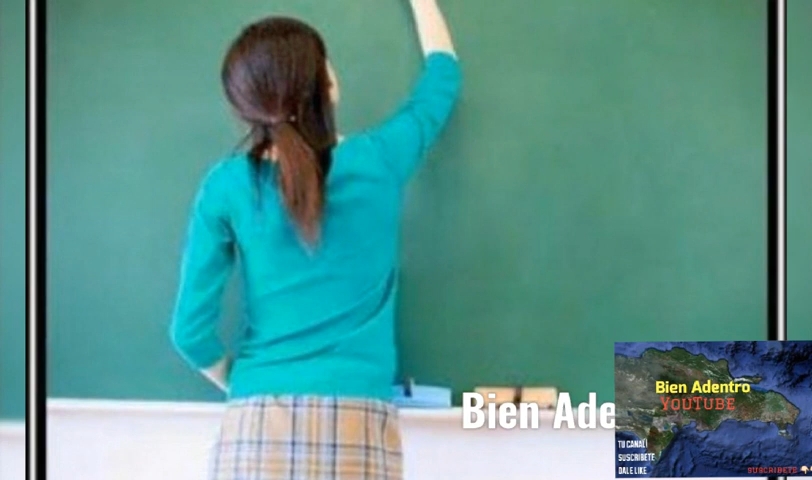 Bien Ade
Bien Adentro
YOUTUBE
TU CANAL
SUSCRIBETE
DALE LIKE
SUSCRIBETE